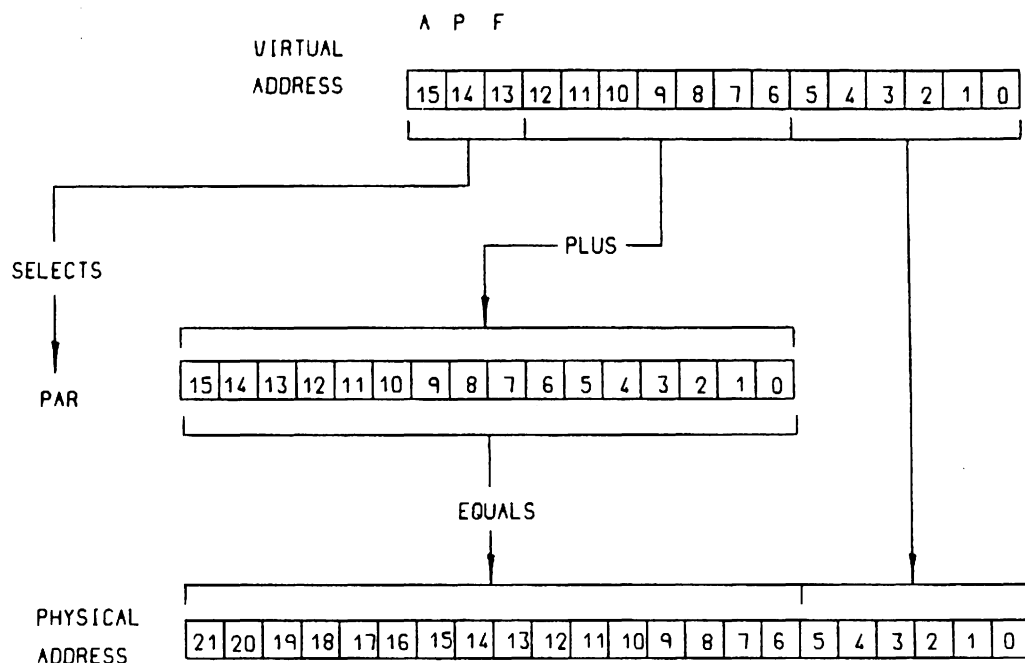 A P F
VIRTUAL
ADDRESS
15 14 13 12 11 10 9 8 7 6 5 4 3 2 1 0
PLUS
SELECTS
15 14 13 12 11 10 9 8 7 6 5 4 3 2 1 0
PAR
EQUALS
PHYSICAL
ADDRESS
21 20 19 18 17 16 15 14 13 12 11 10 9 8 7 6 5 4 3 2 1 0